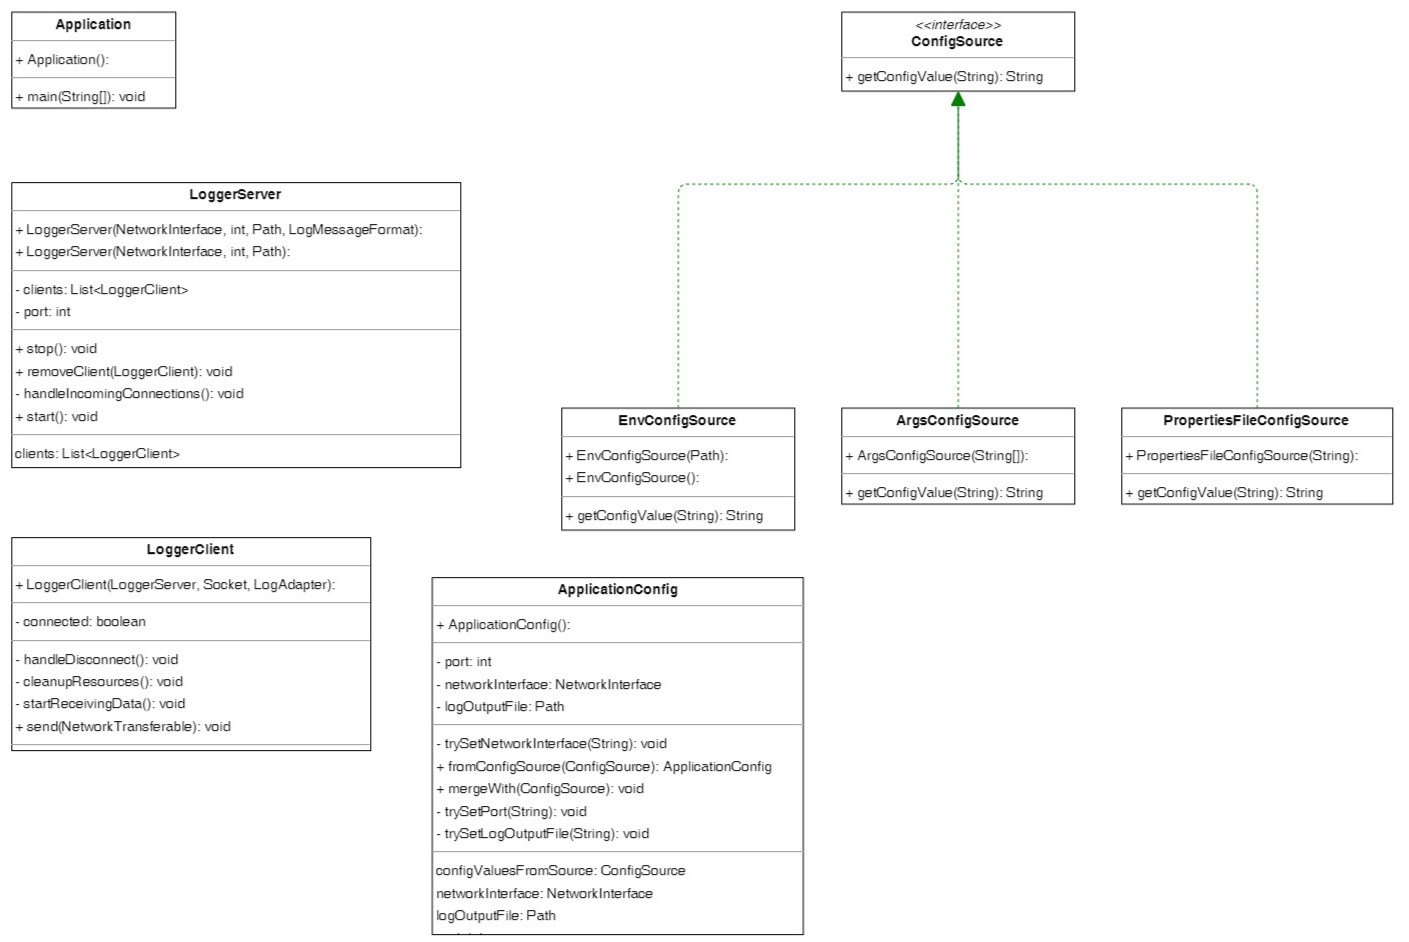 Application
+ Application():
+ main(String[]): void
<<interface>>
ConfigSource
+ getConfigValue(String): String
LoggerServer
+ LoggerServer(NetworkInterface, int, Path, LogMessageFormat):
+ LoggerServer(NetworkInterface, int, Path):
- clients: List<LoggerClient>
- port: int
+ stop(): void
+ removeClient(LoggerClient): void
- handleIncomingConnections(): void
+ start(): void
clients: List<LoggerClient>
EnvConfigSource
+ EnvConfigSource(Path):
+ EnvConfigSource():
+ getConfigValue(String): String
ArgsConfigSource
+ ArgsConfigSource(String[]):
+ getConfigValue(String): String
PropertiesFileConfigSource
+ PropertiesFileConfigSource(String):
+ getConfigValue(String): String
LoggerClient
+ LoggerClient(LoggerServer, Socket, LogAdapter):
- connected: boolean
- handleDisconnect(): void
- cleanupResources(): void
- startReceivingData(): void
+ send(NetworkTransferable): void
ApplicationConfig
+ ApplicationConfig():
- port: int
- networkInterface: NetworkInterface
- logOutputFile: Path
- trySetNetworkInterface(String): void
+ fromConfigSource(ConfigSource): ApplicationConfig
+ mergeWith(ConfigSource): void
- trySetPort(String): void
- trySetLogOutputFile(String): void
configValuesFromSource: ConfigSource
networkInterface: NetworkInterface
logOutputFile: Path